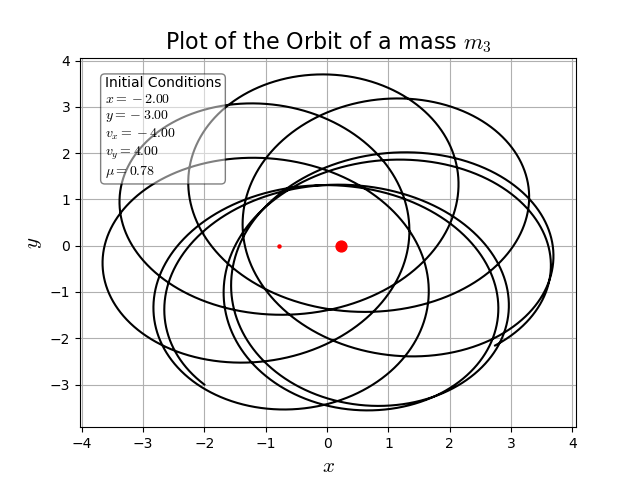 Plot of the Orbit of a mass m₃
Initial Conditions
x = −2.00
y = −3.00
vₓ = −4.00
v_y = 4.00
μ = 0.78
4
3
2
1
0
−1
−2
−3
y
−4 −3 −2 −1 0 1 2 3 4
x